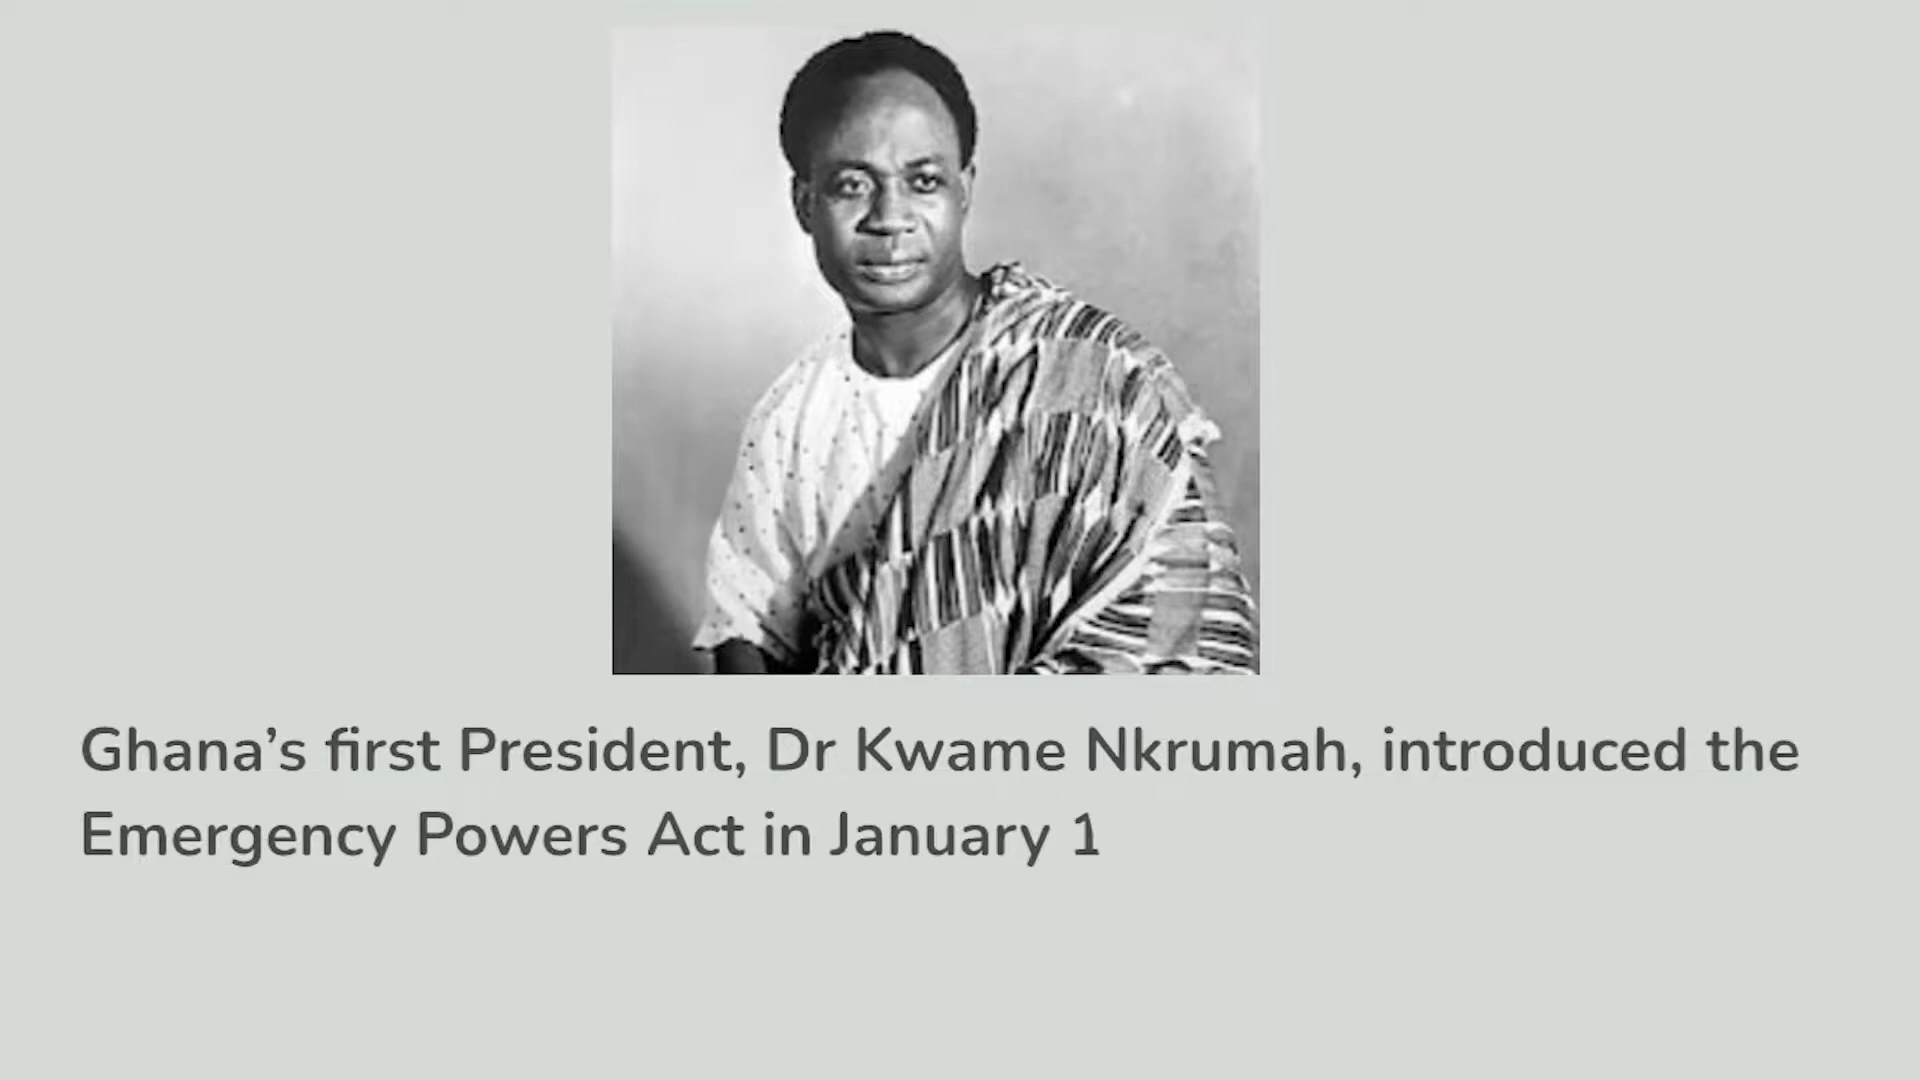 Ghana’s first President, Dr Kwame Nkrumah, introduced the
Emergency Powers Act in January 1